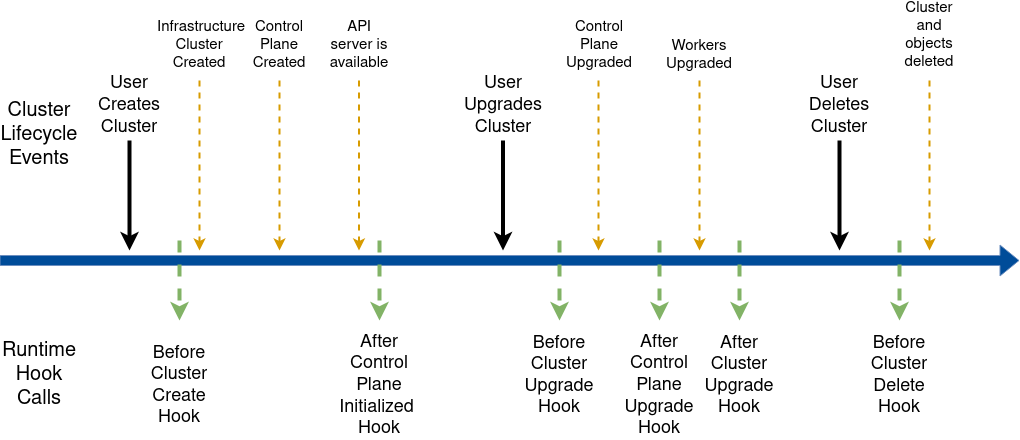 Cluster
Lifecycle
Events
User
Creates
Cluster
Infrastructure
Cluster
Created
Control
Plane
Created
API
server is
available
User
Upgrades
Cluster
Control
Plane
Upgraded
Workers
Upgraded
User
Deletes
Cluster
Cluster
and
objects
deleted
Runtime
Hook
Calls
Before
Cluster
Create
Hook
After
Control
Plane
Initialized
Hook
Before
Cluster
Upgrade
Hook
After
Control
Plane
Upgrade
Hook
After
Cluster
Upgrade
Hook
Before
Cluster
Delete
Hook